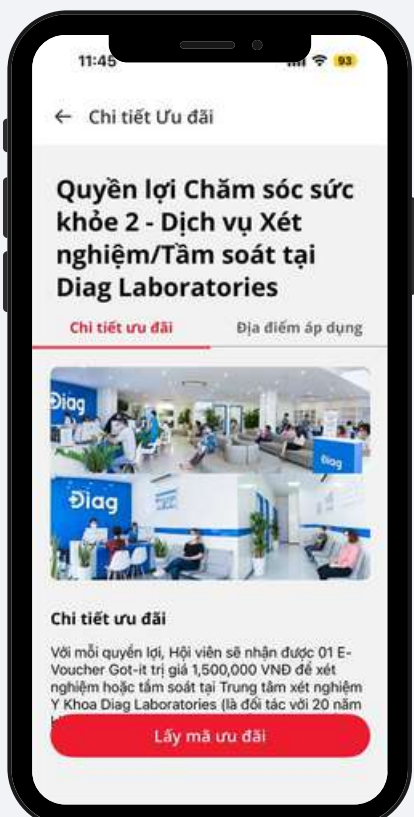 11:45
93
← Chi tiết Ưu đãi
Quyền lợi Chăm sóc sức
khỏe 2 - Dịch vụ Xét
nghiệm/Tầm soát tại
Diag Laboratories
Chi tiết ưu đãi
Địa điểm áp dụng
Điag
Điag
Điag
Chi tiết ưu đãi
Với mỗi quyền lợi, Hội viên sẽ nhận được 01 E-
Voucher Got-it trị giá 1,500,000 VNĐ để xét
nghiệm hoặc tầm soát tại Trung tâm xét nghiệm
Y Khoa Diag Laboratories (là đối tác với 20 năm
Lấy mã ưu đãi